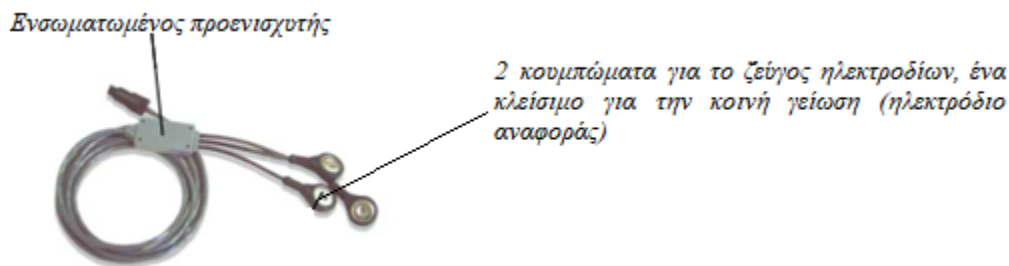 Ενσωματωμένος προενισχυτής
2 κουμπώματα για το ζεύγος ηλεκτροδίων, ένα
κλείσιμο για την κοινή γείωση (ηλεκτρόδιο
αναφοράς)